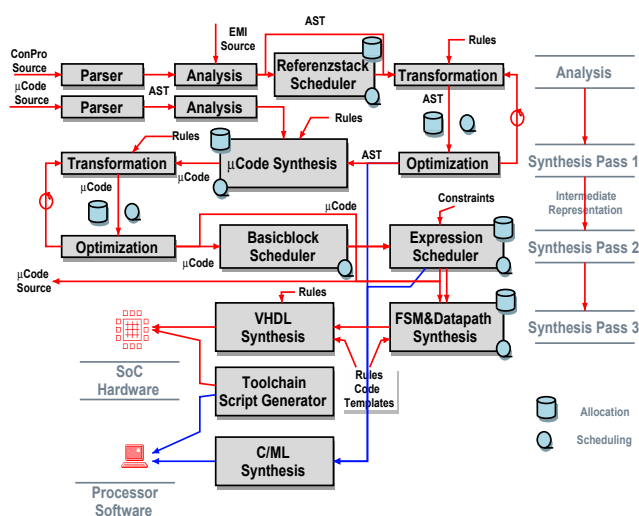 AST
EMI
Source
ConPro
Source
Parser
Analysis
Referenzstack
Scheduler
Rules
Transformation
Analysis
µCode
Source
AST
Parser
Analysis
AST
Rules
Rules
Transformation
µCode
µCode Synthesis
AST
Optimization
Synthesis Pass 1
µCode
Intermediate
Representation
µCode
Constraints
Optimization
µCode
Basicblock
Scheduler
Expression
Scheduler
Synthesis Pass 2
µCode
Source
Rules
VHDL
Synthesis
FSM&Datapath
Synthesis
Synthesis Pass 3
SoC
Hardware
Toolchain
Script Generator
Rules
Code
Templates
Allocation
Scheduling
C/ML
Synthesis
Processor
Software